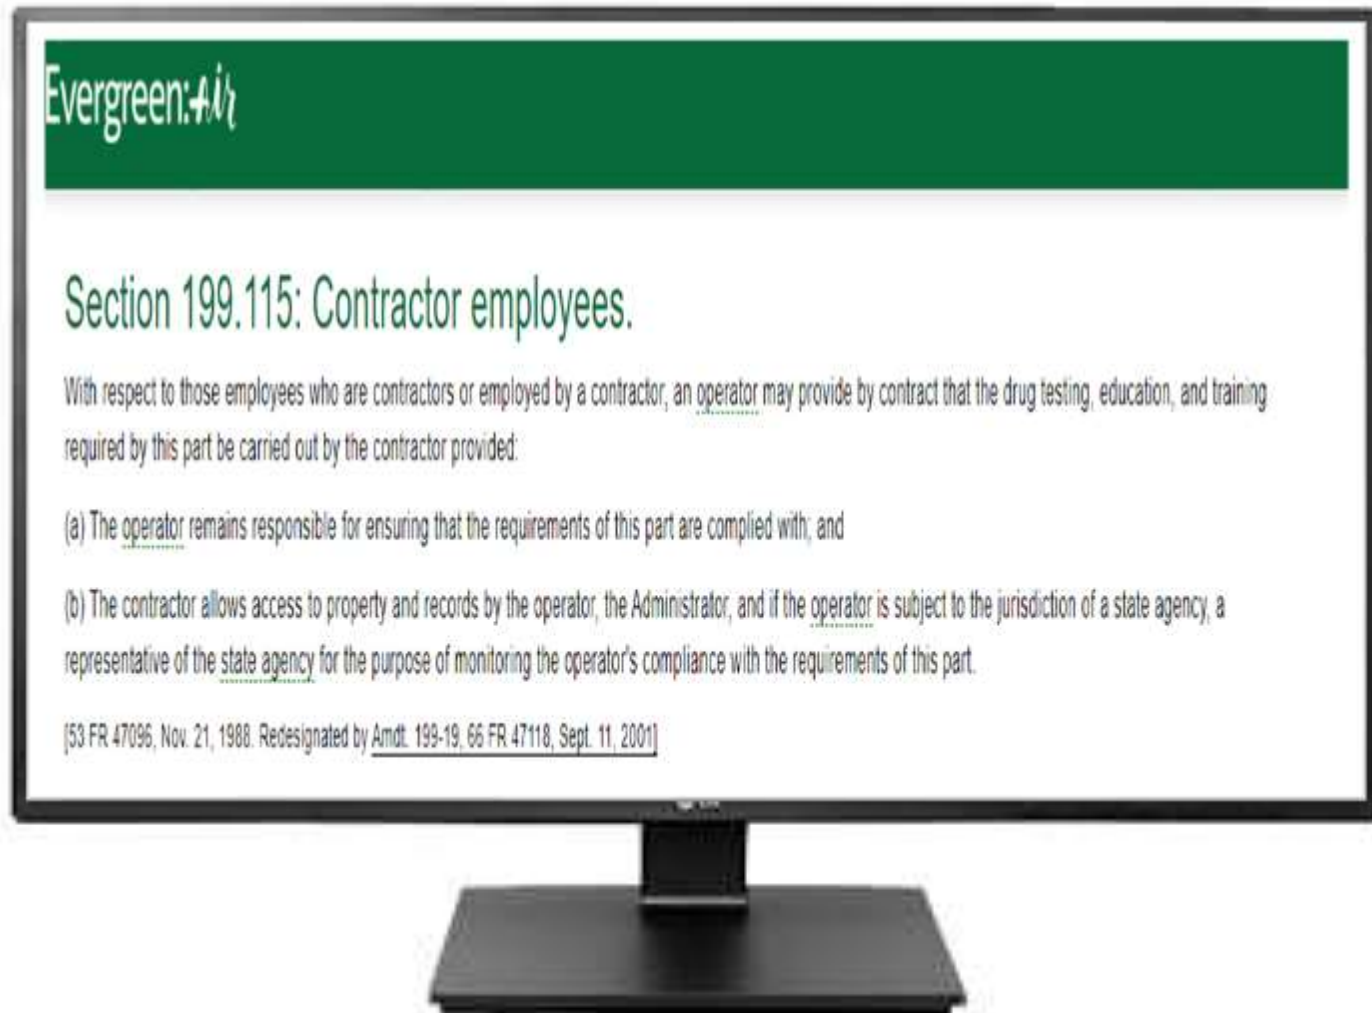 Evergreen:Air
Section 199.115: Contractor employees.
With respect to those employees who are contractors or employed by a contractor, an operator may provide by contract that the drug testing, education, and training
required by this part be carried out by the contractor provided:
(a) The operator remains responsible for ensuring that the requirements of this part are complied with; and
(b) The contractor allows access to property and records by the operator, the Administrator, and if the operator is subject to the jurisdiction of a state agency, a
representative of the state agency for the purpose of monitoring the operator's compliance with the requirements of this part.
[53 FR 47096, Nov. 21, 1988. Redesignated by Amdt. 199-19, 66 FR 47118, Sept. 11, 2001]